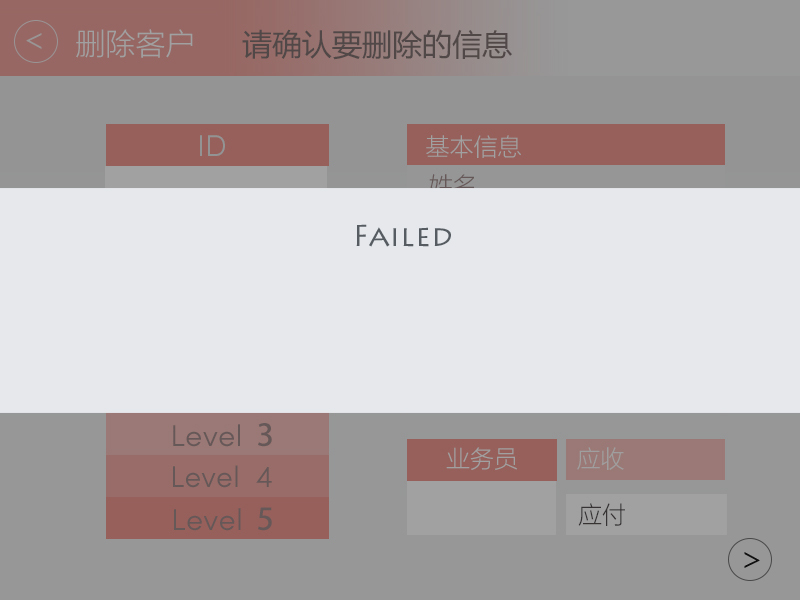 < 删除客户 请确认要删除的信息
ID
基本信息
姓名
FAILED
Level 3
Level 4
Level 5
业务员
应收
应付
>